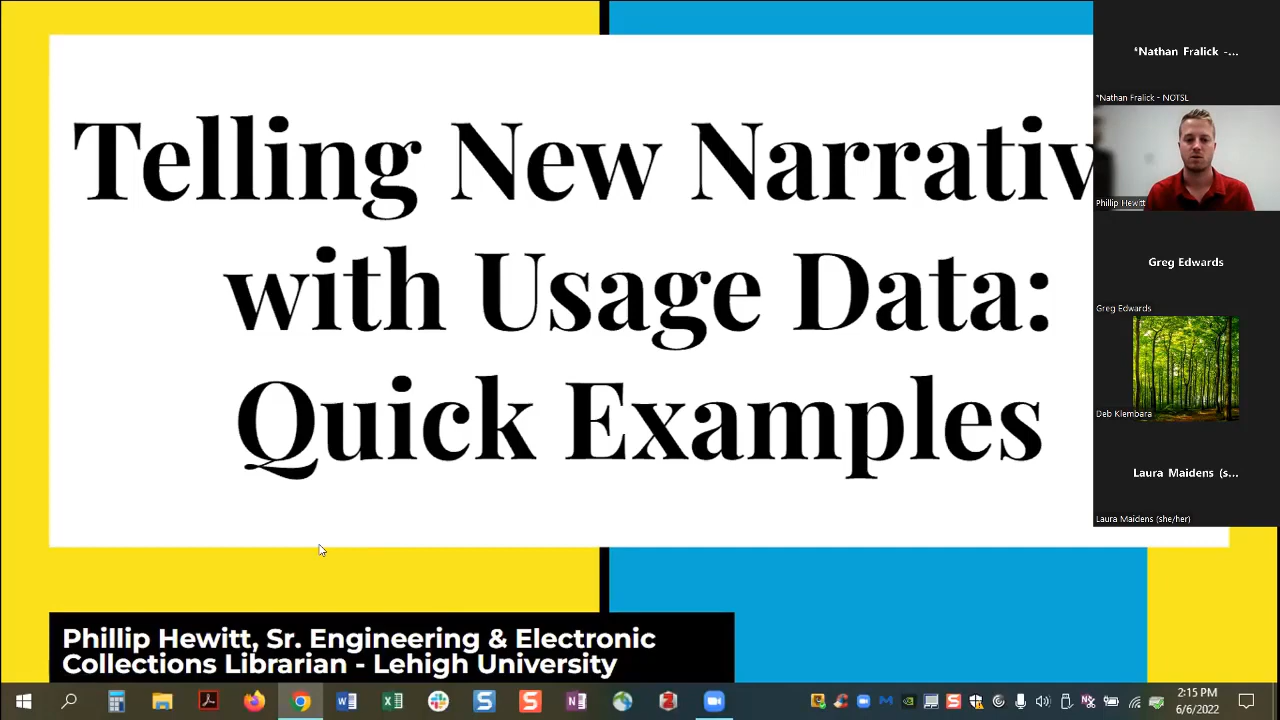 Telling New Narrativ
with Usage Data:
Quick Examples
Phillip Hewitt, Sr. Engineering & Electronic
Collections Librarian - Lehigh University
*Nathan Fralick -...
*Nathan Fralick - NOTSL
Phillip Hewitt
Greg Edwards
Greg Edwards
Deb Klembara
Laura Maidens (s...
Laura Maidens (she/her)
2:15 PM
6/6/2022